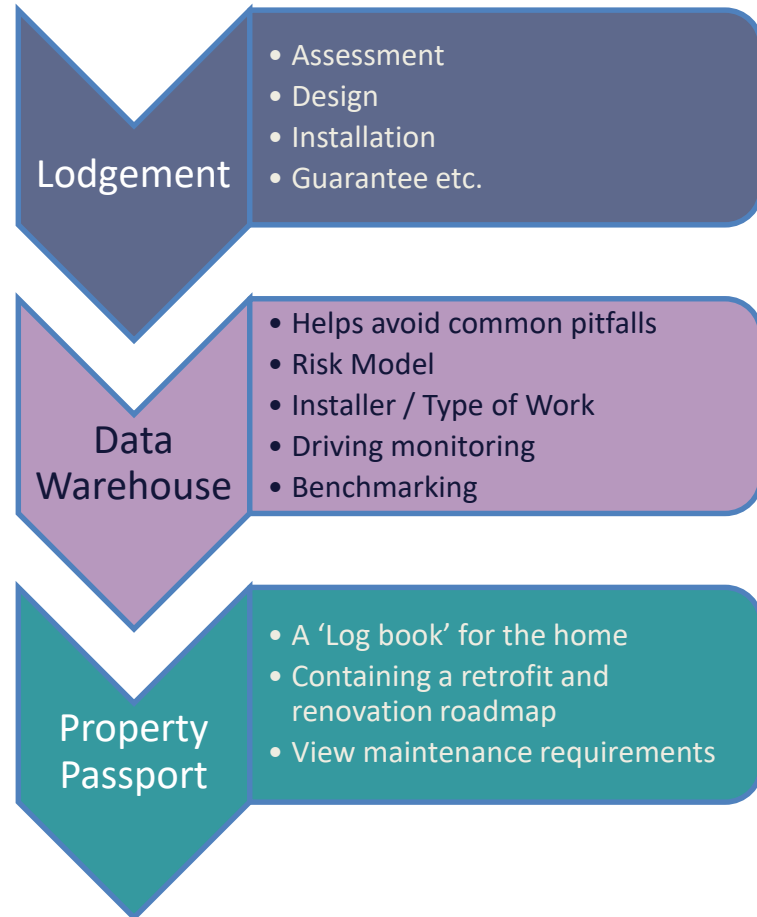 Lodgement
• Assessment
• Design
• Installation
• Guarantee etc.
Data
Warehouse
• Helps avoid common pitfalls
• Risk Model
• Installer / Type of Work
• Driving monitoring
• Benchmarking
Property
Passport
• A ‘Log book’ for the home
• Containing a retrofit and
renovation roadmap
• View maintenance requirements